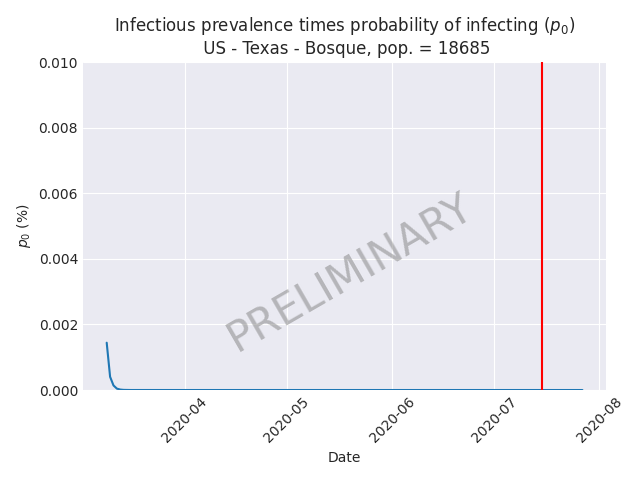 Infectious prevalence times probability of infecting (p₀)
US - Texas - Bosque, pop. = 18685
0.010
0.008
0.006
0.004
0.002
0.000
p₀ (%)
PRELIMINARY
2020-04
2020-05
2020-06
2020-07
2020-08
Date